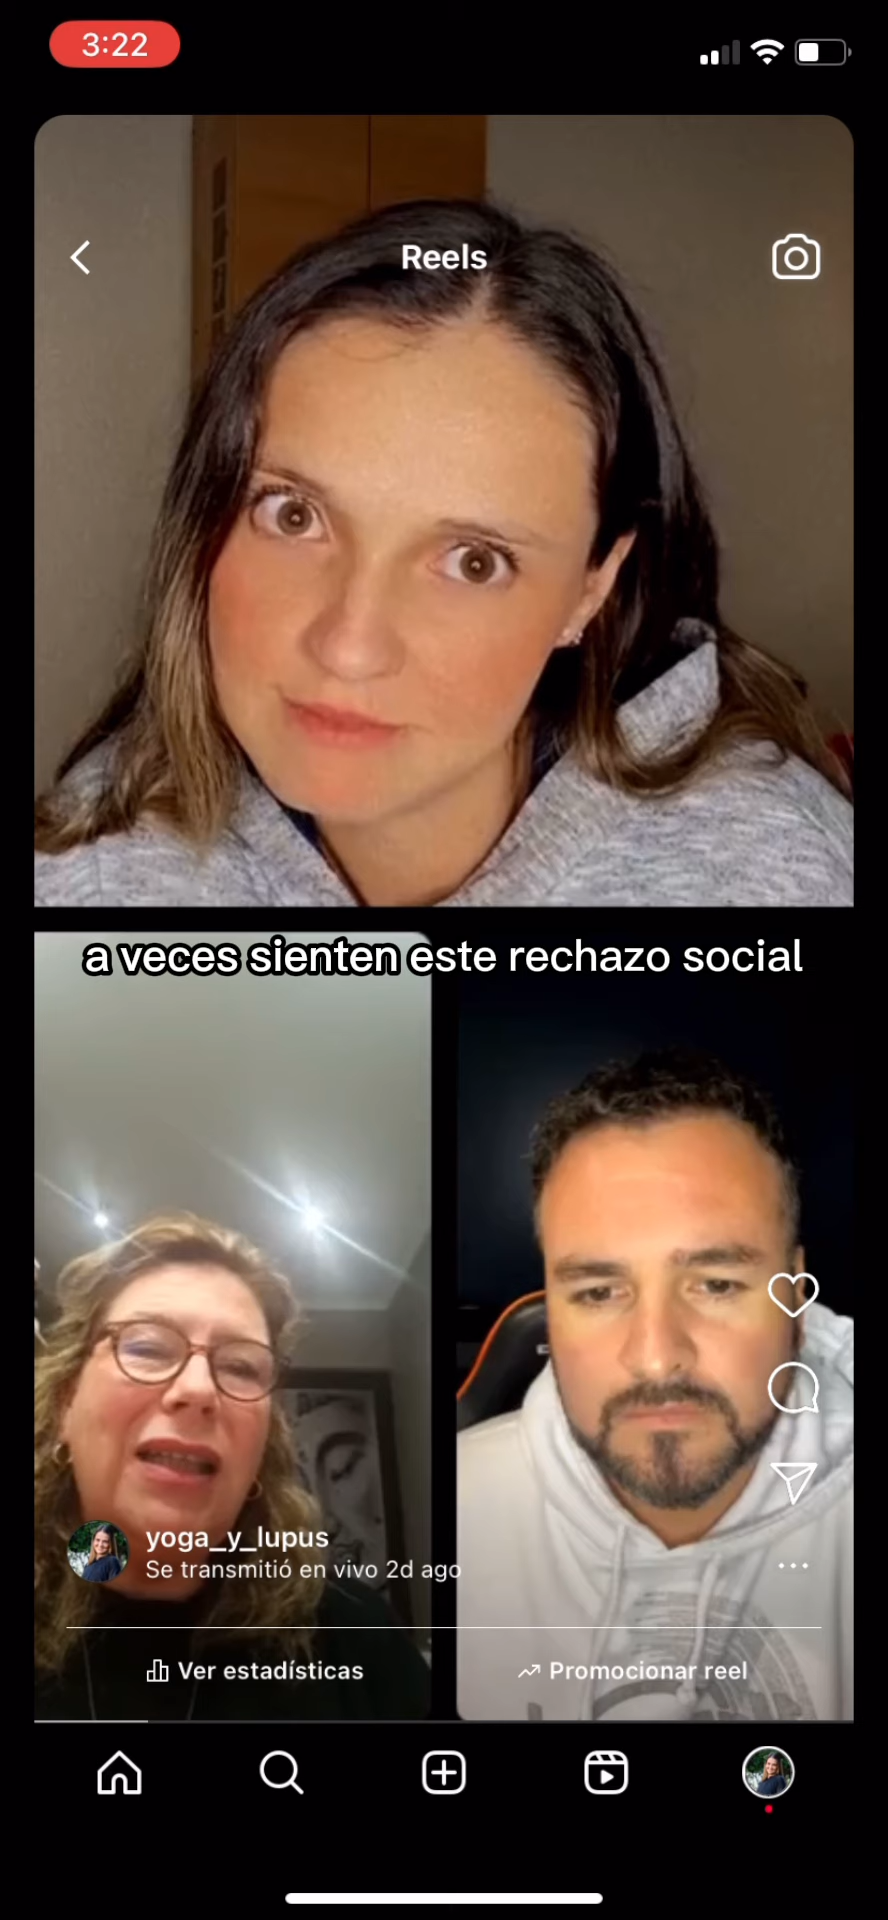 3:22
Reels
a veces sienten este rechazo social
yoga_y_lupus
Se transmitió en vivo 2d ago
Ver estadísticas
Promocionar reel